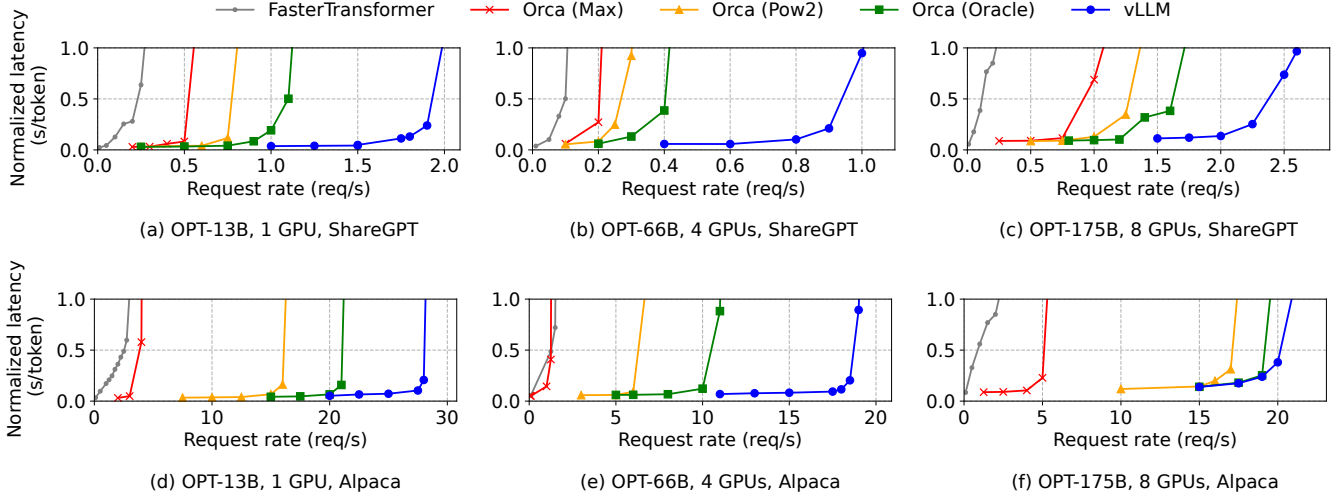 FasterTransformer Orca (Max) Orca (Pow2) Orca (Oracle) vLLM
Normalized latency
(s/token)
1.0
0.5
0.0
0.0 0.5 1.0 1.5 2.0
Request rate (req/s)
(a) OPT-13B, 1 GPU, ShareGPT
1.0
0.5
0.0
0.0 0.2 0.4 0.6 0.8 1.0
Request rate (req/s)
(b) OPT-66B, 4 GPUs, ShareGPT
1.0
0.5
0.0
0.0 0.5 1.0 1.5 2.0 2.5
Request rate (req/s)
(c) OPT-175B, 8 GPUs, ShareGPT
Normalized latency
(s/token)
1.0
0.5
0.0
0 10 20 30
Request rate (req/s)
(d) OPT-13B, 1 GPU, Alpaca
1.0
0.5
0.0
0 5 10 15 20
Request rate (req/s)
(e) OPT-66B, 4 GPUs, Alpaca
1.0
0.5
0.0
0 5 10 15 20
Request rate (req/s)
(f) OPT-175B, 8 GPUs, Alpaca